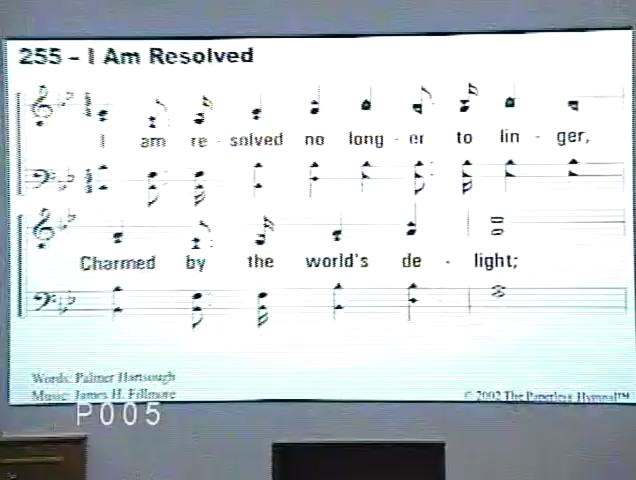 255 - I Am Resolved
I am re - solved no long - er to lin - ger,
Charmed by the world's de - light;
Words: Palmer Hartsough
Music: James H. Fillmore
© 2002 The Paperless Hymnal™
P005